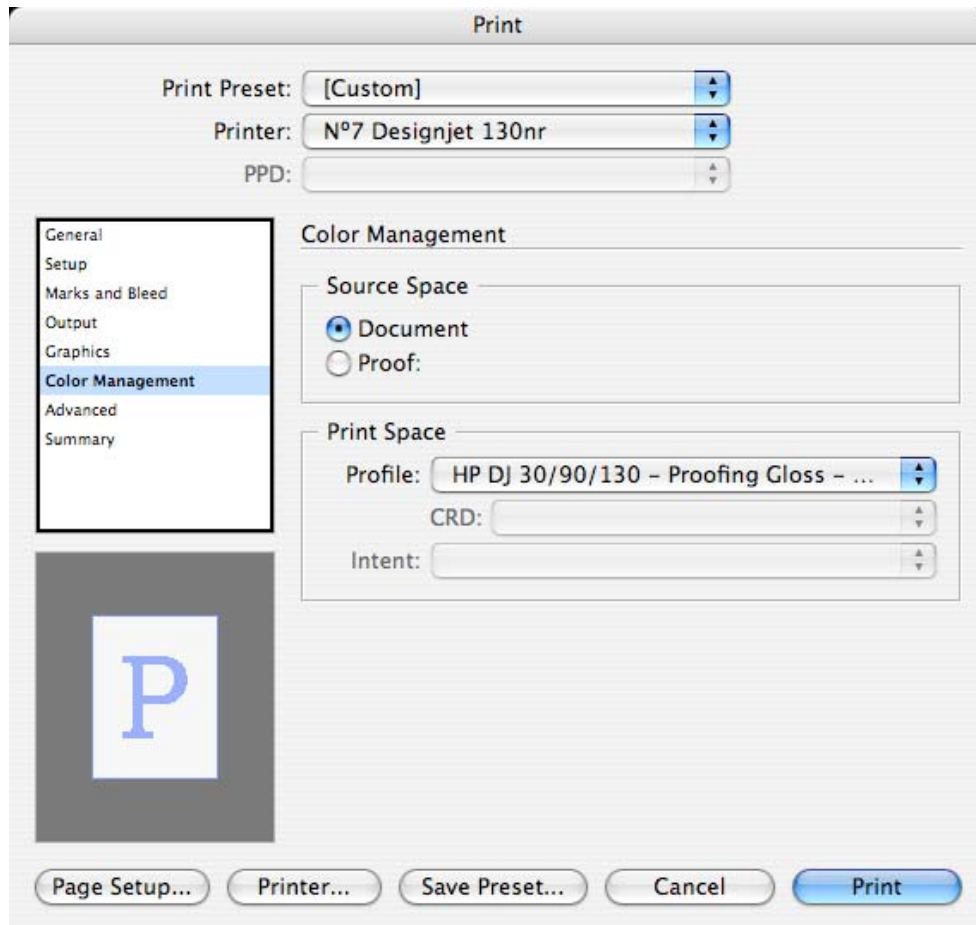 Print
Print Preset: [Custom]
Printer: Nº7 Designjet 130nr
PPD:
General
Setup
Marks and Bleed
Output
Graphics
Color Management
Advanced
Summary
Color Management
Source Space
Document
Proof:
Print Space
Profile: HP DJ 30/90/130 – Proofing Gloss – ...
CRD:
Intent:
P
Page Setup... Printer... Save Preset... Cancel Print